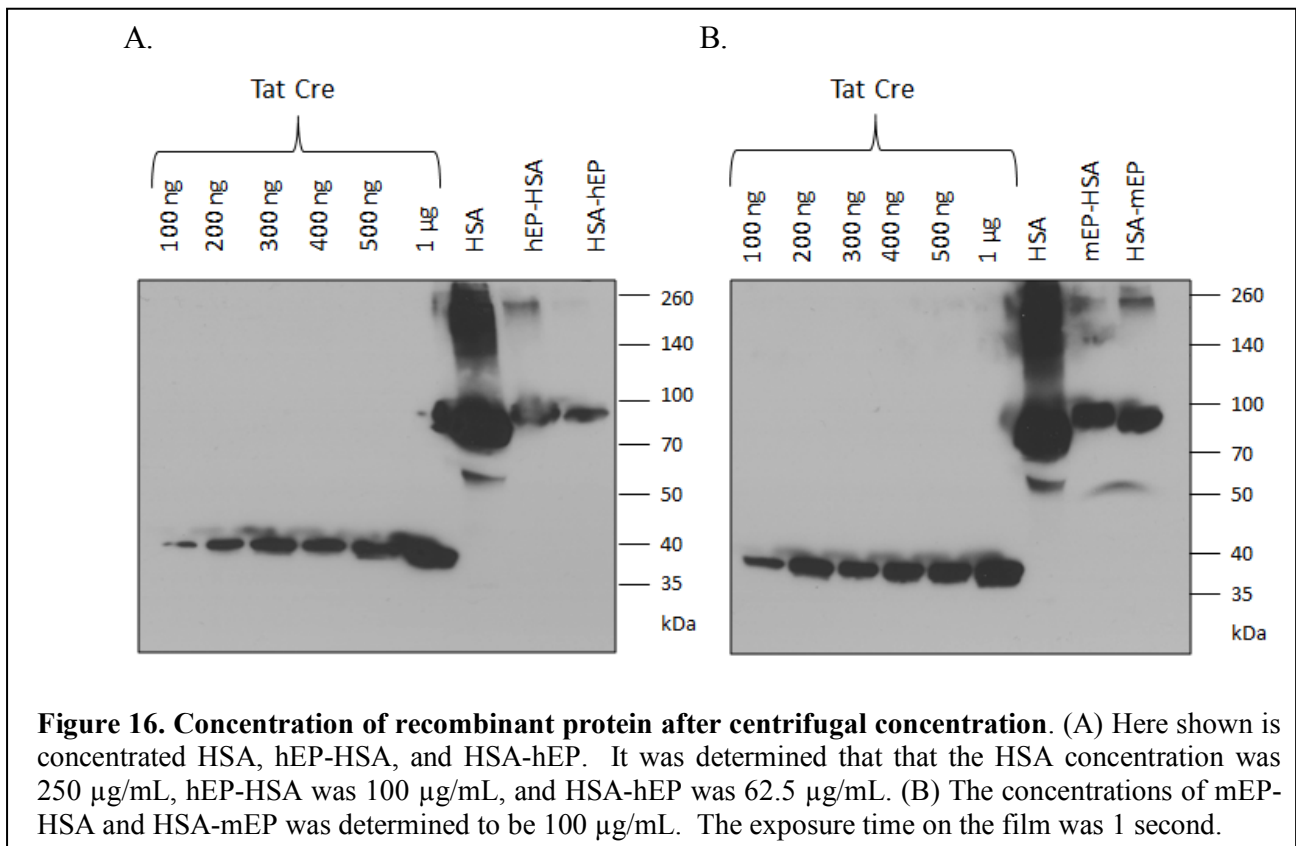 A.
B.
Tat Cre
Tat Cre
100 ng
200 ng
300 ng
400 ng
500 ng
1 µg
HSA
hEP-HSA
HSA-hEP
100 ng
200 ng
300 ng
400 ng
500 ng
1 µg
HSA
mEP-HSA
HSA-mEP
260
140
100
70
50
40
35
kDa
260
140
100
70
50
40
35
kDa
Figure 16. Concentration of recombinant protein after centrifugal concentration. (A) Here shown is
concentrated HSA, hEP-HSA, and HSA-hEP. It was determined that that the HSA concentration was
250 µg/mL, hEP-HSA was 100 µg/mL, and HSA-hEP was 62.5 µg/mL. (B) The concentrations of mEP-
HSA and HSA-mEP was determined to be 100 µg/mL. The exposure time on the film was 1 second.